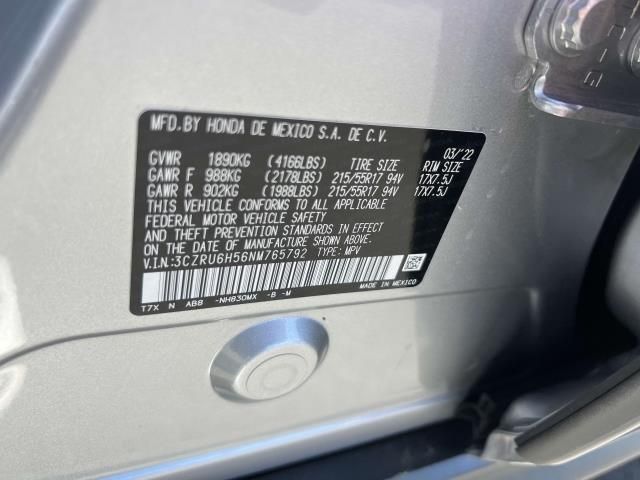 MFD.BY HONDA DE MEXICO S.A. DE C.V.
03/'22
GVWR 1890KG (4166LBS) TIRE SIZE RIM SIZE
GAWR F 988KG (2178LBS) 215/55R17 94V 17X7.5J
GAWR R 902KG (1988LBS) 215/55R17 94V 17X7.5J
THIS VEHICLE CONFORMS TO ALL APPLICABLE
FEDERAL MOTOR VEHICLE SAFETY
AND THEFT PREVENTION STANDARDS IN EFFECT
ON THE DATE OF MANUFACTURE SHOWN ABOVE.
V.I.N.:3CZRU6H56NM765792 TYPE: MPV
T7X N AB8 -NH830MX -B -M MADE IN MEXICO